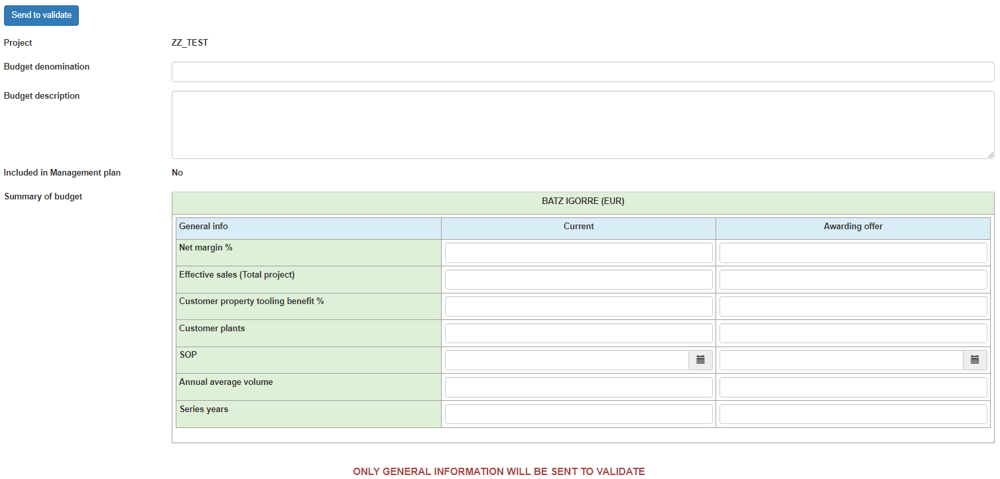 Send to validate
Project ZZ_TEST
Budget denomination
Budget description
Included in Management plan No
Summary of budget
BATZ IGORRE (EUR)
General info Current Awarding offer
Net margin %
Effective sales (Total project)
Customer property tooling benefit %
Customer plants
SOP
Annual average volume
Series years
ONLY GENERAL INFORMATION WILL BE SENT TO VALIDATE